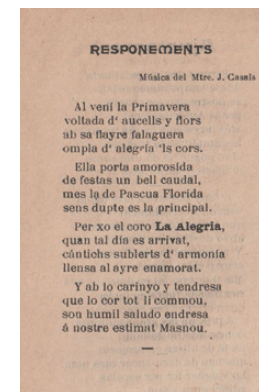 RESPONEMENTS
Música del Mtre. J. Casals
Al vení la Primavera
voltada d' aucells y flors
ab sa flayre falaguera
ompla d' alegría 'ls cors.
Ella porta amorosida
de festas un bell caudal,
mes la de Pascua Florida
sens dupte es la principal.
Per xo el coro La Alegria,
quan tal día es arrivat,
cántichs sublerts d' armonía
llensa al ayre enamorat.
Y ab lo carinyo y tendresa
que lo cor tot li commou,
son humil saludo endresa
á nostre estimat Masnou.